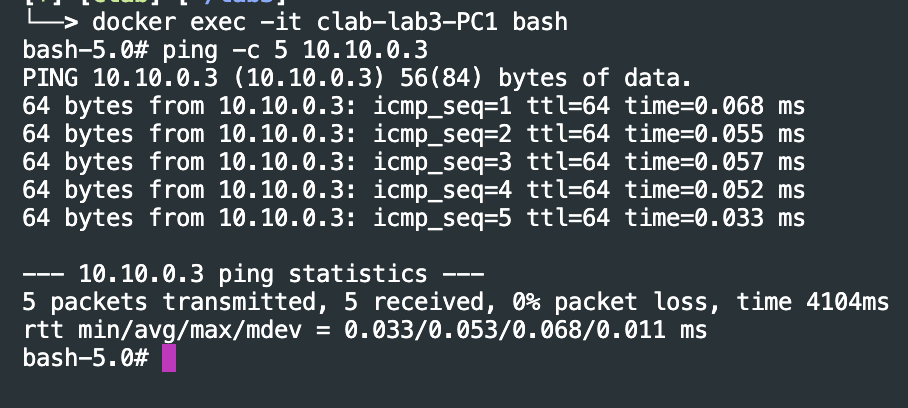 └──> docker exec -it clab-lab3-PC1 bash
bash-5.0# ping -c 5 10.10.0.3
PING 10.10.0.3 (10.10.0.3) 56(84) bytes of data.
64 bytes from 10.10.0.3: icmp_seq=1 ttl=64 time=0.068 ms
64 bytes from 10.10.0.3: icmp_seq=2 ttl=64 time=0.055 ms
64 bytes from 10.10.0.3: icmp_seq=3 ttl=64 time=0.057 ms
64 bytes from 10.10.0.3: icmp_seq=4 ttl=64 time=0.052 ms
64 bytes from 10.10.0.3: icmp_seq=5 ttl=64 time=0.033 ms

--- 10.10.0.3 ping statistics ---
5 packets transmitted, 5 received, 0% packet loss, time 4104ms
rtt min/avg/max/mdev = 0.033/0.053/0.068/0.011 ms
bash-5.0#